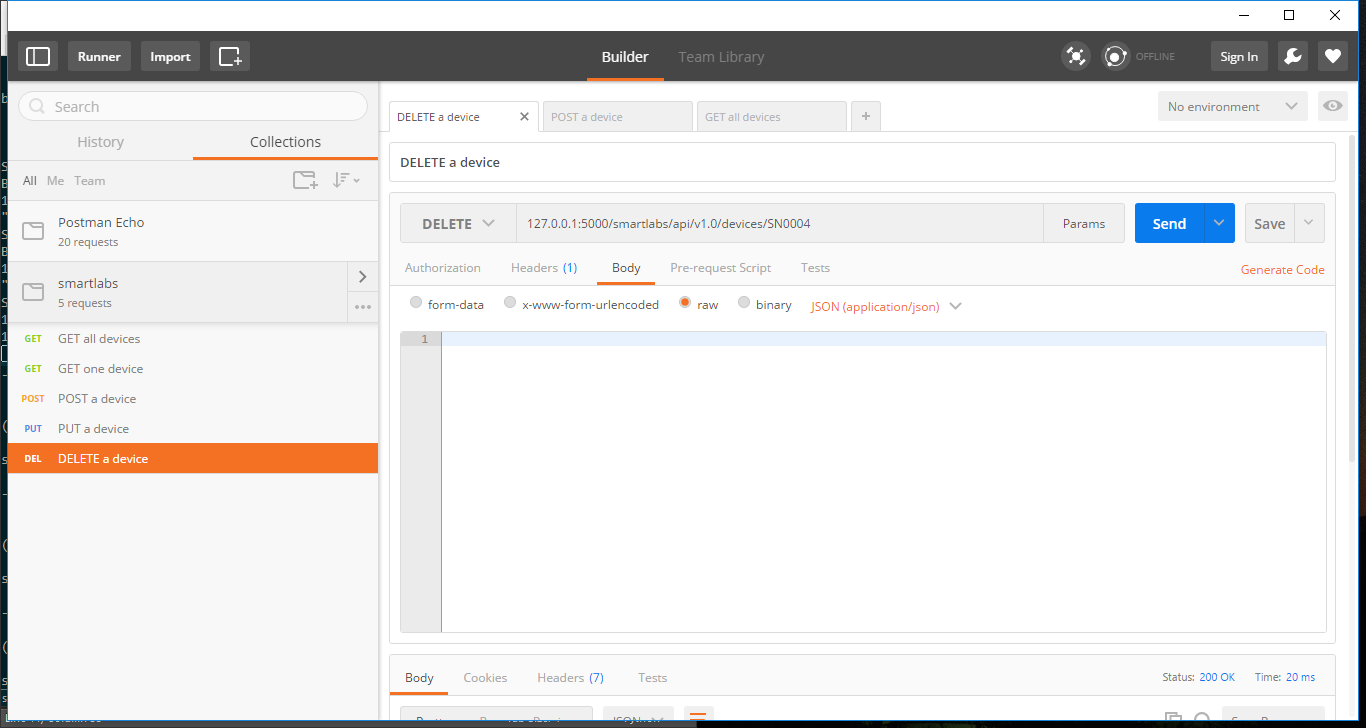 Runner Import Builder Team Library OFFLINE Sign In
Search
History Collections
All Me Team
Postman Echo
20 requests
smartlabs
5 requests
GET GET all devices
GET GET one device
POST POST a device
PUT PUT a device
DEL DELETE a device
DELETE a device POST a device GET all devices + No environment
DELETE a device
DELETE 127.0.0.1:5000/smartlabs/api/v1.0/devices/SN0004 Params Send Save
Authorization Headers (1) Body Pre-request Script Tests Generate Code
form-data x-www-form-urlencoded raw binary JSON (application/json)
1
Body Cookies Headers (7) Tests Status: 200 OK Time: 20 ms